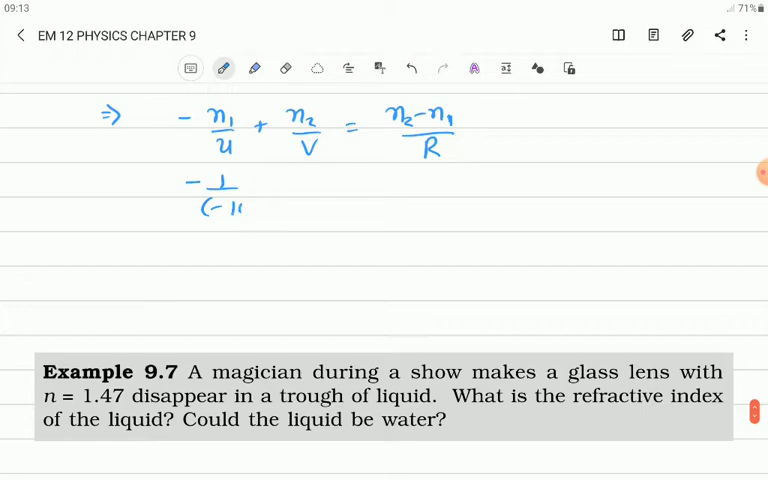 09:13 71%
EM 12 PHYSICS CHAPTER 9
⇒ - n₁/u + n₂/v = n₂-n₁/R
- 1/(-1
Example 9.7 A magician during a show makes a glass lens with
n = 1.47 disappear in a trough of liquid. What is the refractive index
of the liquid? Could the liquid be water?